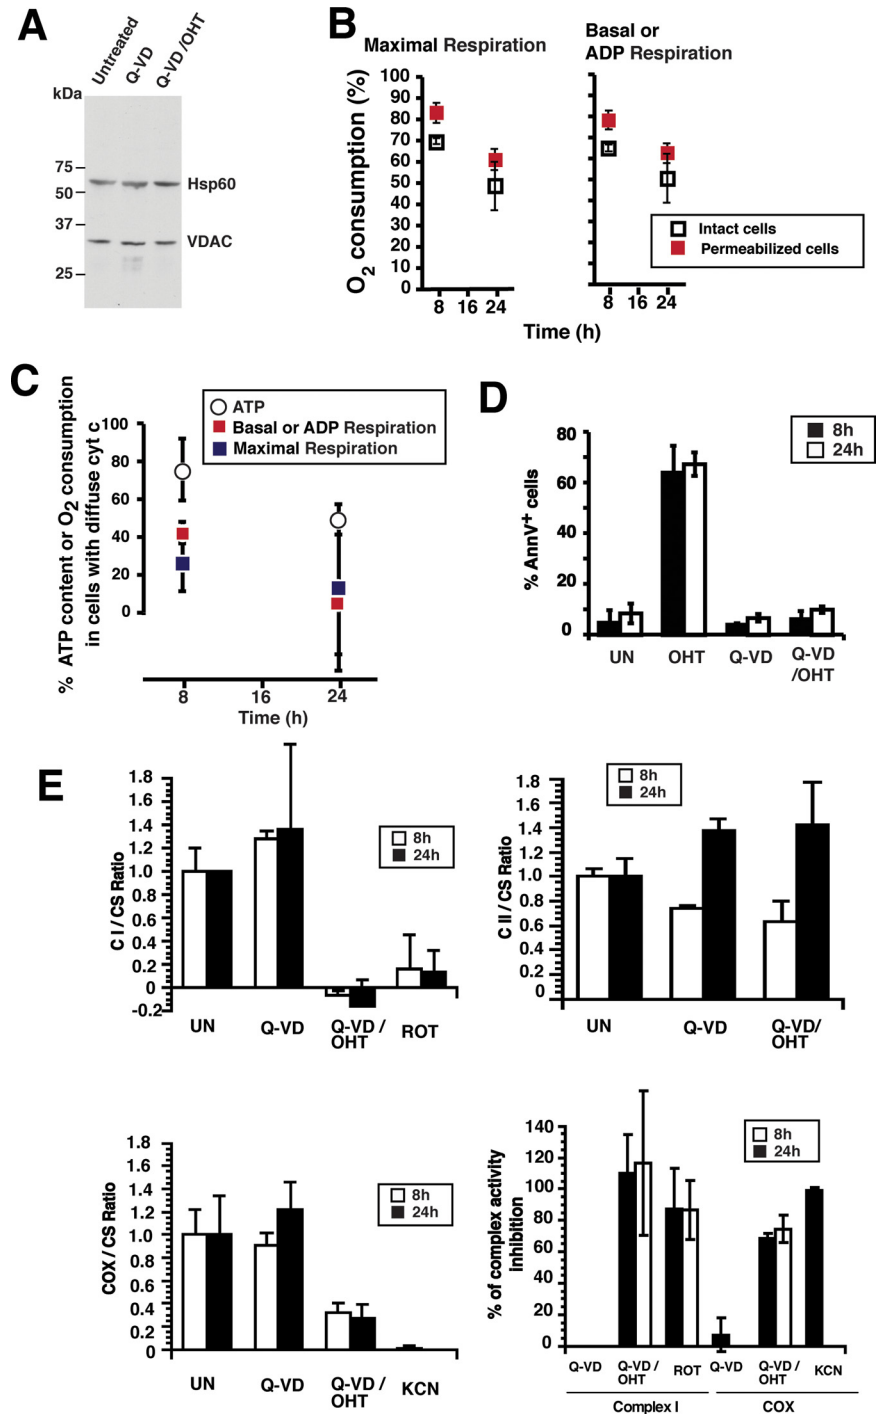 A
Untreated
Q-VD
Q-VD /OHT
kDa
75
50
37
25
Hsp60
VDAC
B
Maximal Respiration
Basal or
ADP Respiration
O2 consumption (%)
100
90
80
70
60
50
40
30
20
10
0
8 16 24
8 16 24
Time (h)
Intact cells
Permeabilized cells
C
ATP
Basal or ADP Respiration
Maximal Respiration
% ATP content or O2 consumption
in cells with diffuse cyt c
100
80
60
40
20
0
8 16 24
Time (h)
D
8h
24h
% AnnV+ cells
80
60
40
20
0
UN OHT Q-VD Q-VD
/OHT
E
C I / CS Ratio
1.8
1.6
1.4
1.2
1.0
0.8
0.6
0.4
0.2
0
-0.2
8h
24h
UN Q-VD Q-VD / ROT
OHT
C II / CS Ratio
1.8
1.6
1.4
1.2
1.0
0.8
0.6
0.4
0.2
0
8h
24h
UN Q-VD Q-VD/
OHT
COX / CS Ratio
1.8
1.6
1.4
1.2
1.0
0.8
0.6
0.4
0.2
0
8h
24h
UN Q-VD Q-VD / KCN
OHT
% of complex activity
inhibition
140
120
100
80
60
40
20
0
8h
24h
Q-VD Q-VD / ROT Q-VD Q-VD / KCN
OHT OHT
Complex I COX